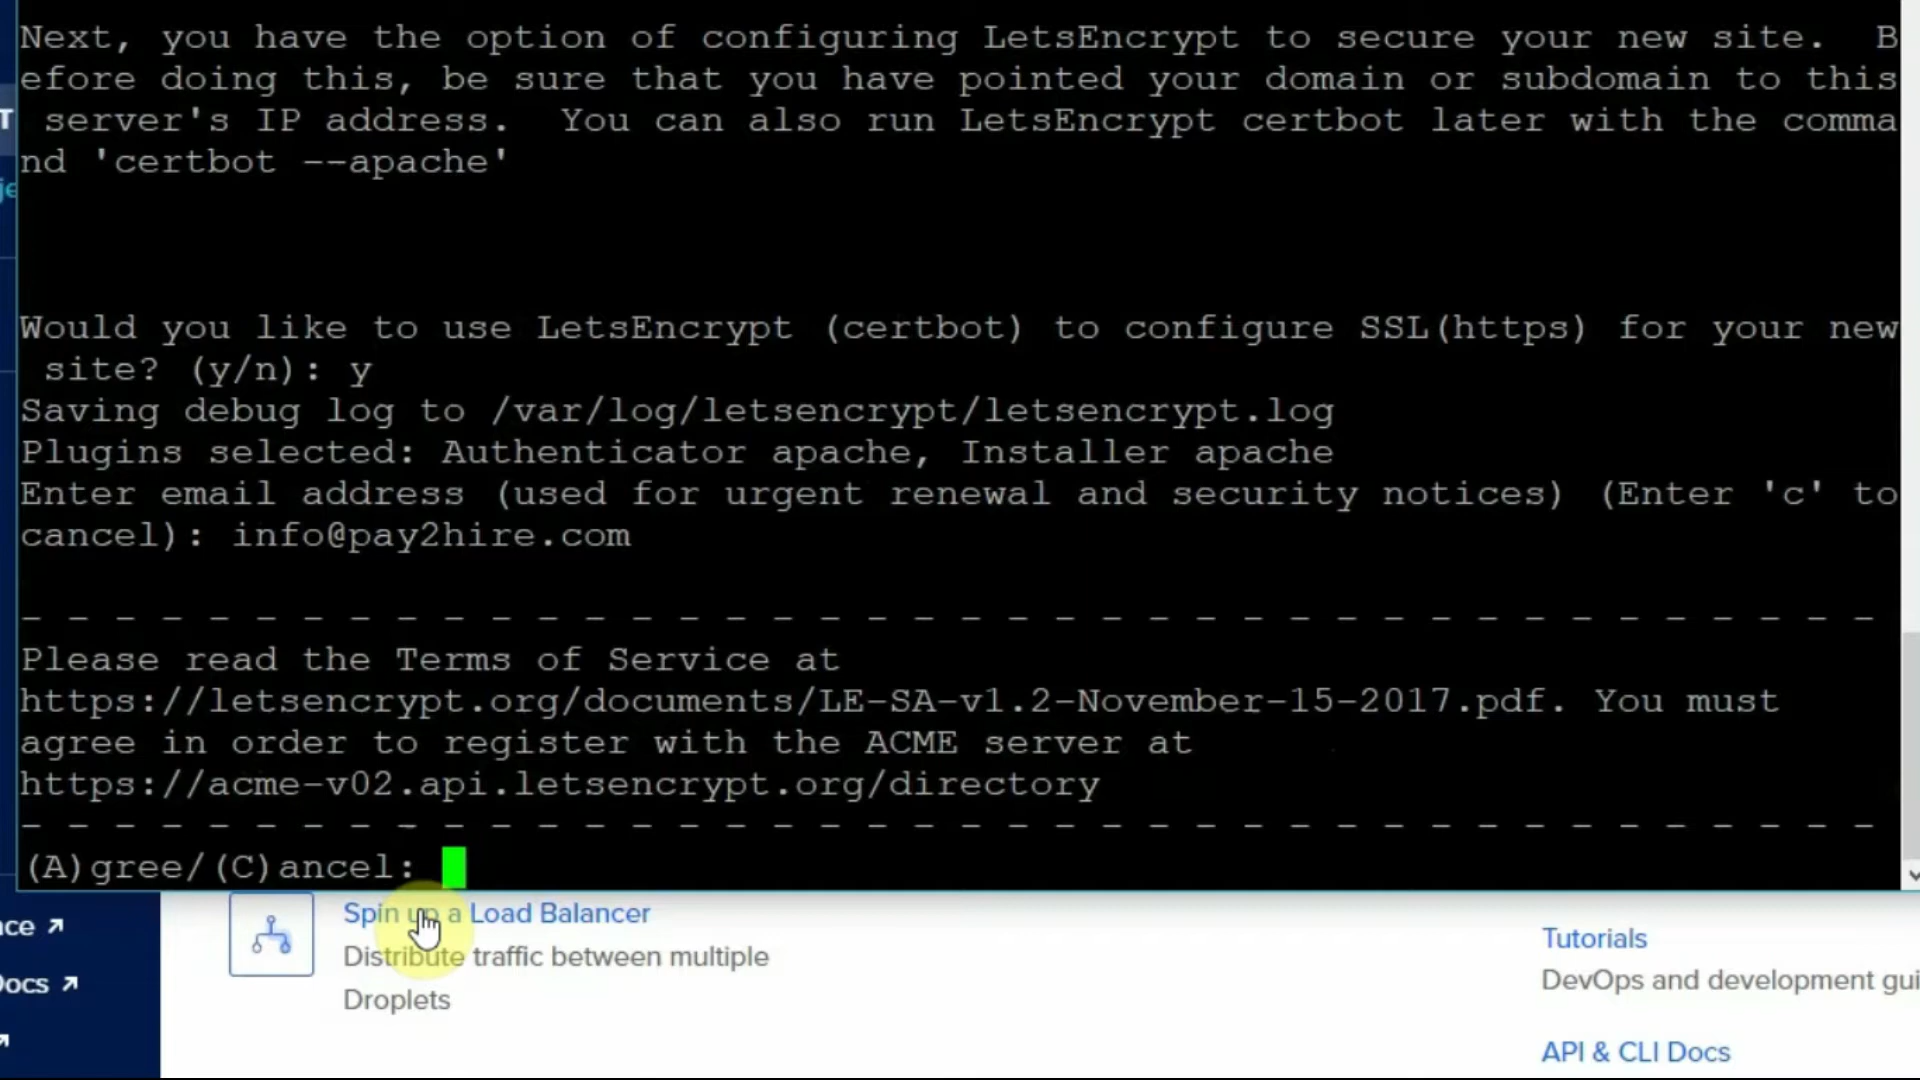 Next, you have the option of configuring LetsEncrypt to secure your new site.  B
efore doing this, be sure that you have pointed your domain or subdomain to this
 server's IP address.  You can also run LetsEncrypt certbot later with the comma
nd 'certbot --apache'
Would you like to use LetsEncrypt (certbot) to configure SSL(https) for your new
 site? (y/n): y
Saving debug log to /var/log/letsencrypt/letsencrypt.log
Plugins selected: Authenticator apache, Installer apache
Enter email address (used for urgent renewal and security notices) (Enter 'c' to
cancel): info@pay2hire.com
- - - - - - - - - - - - - - - - - - - - - - - - - - - - - - - - - - - - - - - -
Please read the Terms of Service at
https://letsencrypt.org/documents/LE-SA-v1.2-November-15-2017.pdf. You must
agree in order to register with the ACME server at
https://acme-v02.api.letsencrypt.org/directory
- - - - - - - - - - - - - - - - - - - - - - - - - - - - - - - - - - - - - - - -
(A)gree/(C)ancel:
Spin up a Load Balancer
Distribute traffic between multiple
Droplets
Tutorials
DevOps and development gui
API & CLI Docs